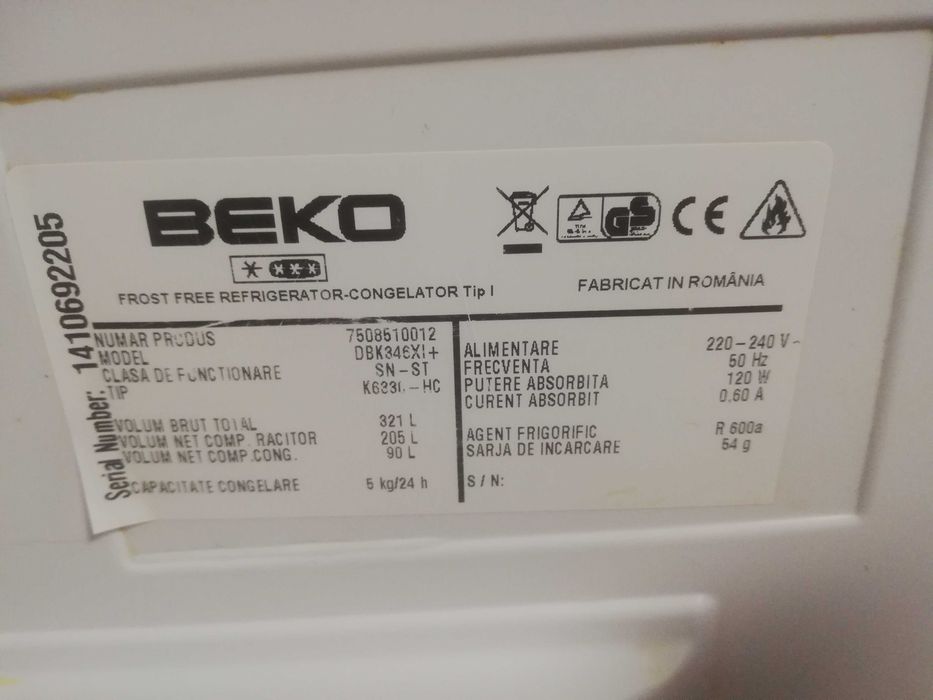 BEKO
FROST FREE REFRIGERATOR-CONGELATOR Tip I
GS
CE
FABRICAT IN ROMÂNIA
Serial Number: 1410692205
NUMAR PRODUS 7508510012
MODEL DBK346XI+
CLASA DE FUNCTIONARE SN-ST
TIP -HC
VOLUM BRUT TOTAL 321 L
VOLUM NET COMP. RACITOR 205 L
VOLUM NET COMP.CONG. 90 L
CAPACITATE CONGELARE 5 kg/24 h
ALIMENTARE 220-240 V~
FRECVENTA 50 Hz
PUTERE ABSORBITA 120 W
CURENT ABSORBIT 0.60 A
AGENT FRIGORIFIC R 600a
SARJA DE INCARCARE 54 g
S / N: